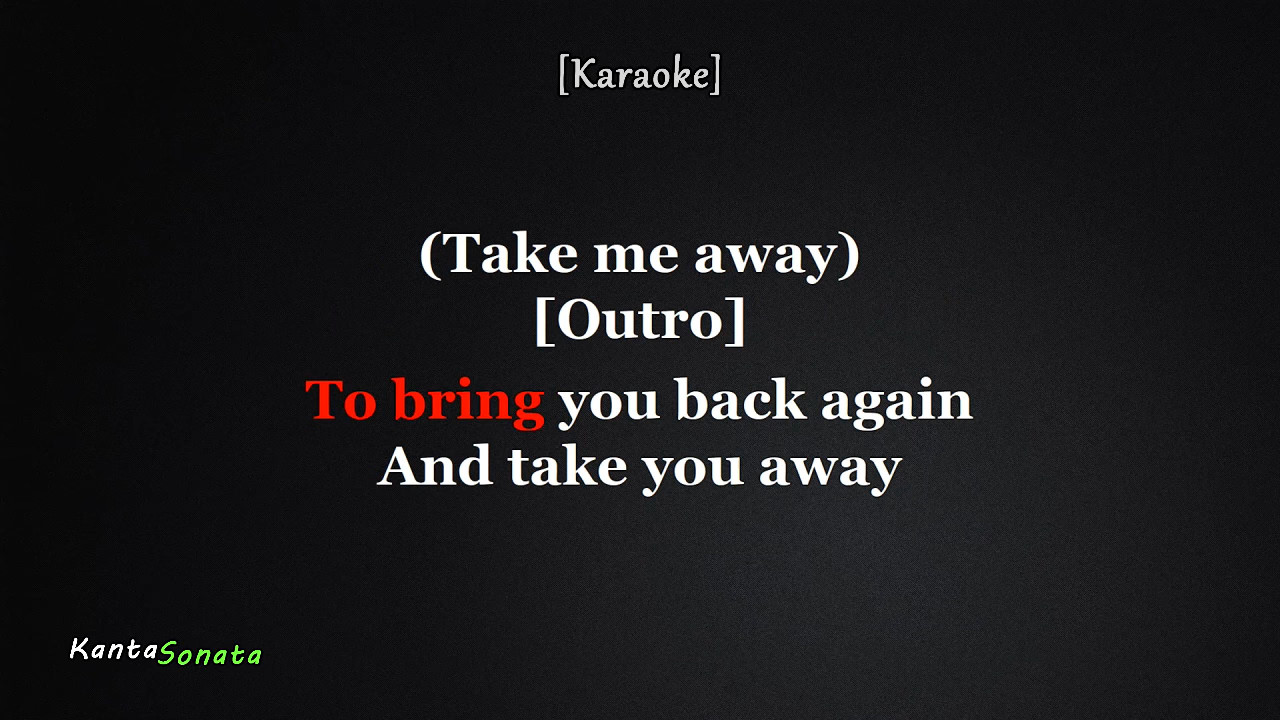 [Karaoke]
(Take me away)
[Outro]
To bring you back again
And take you away
KantaSonata